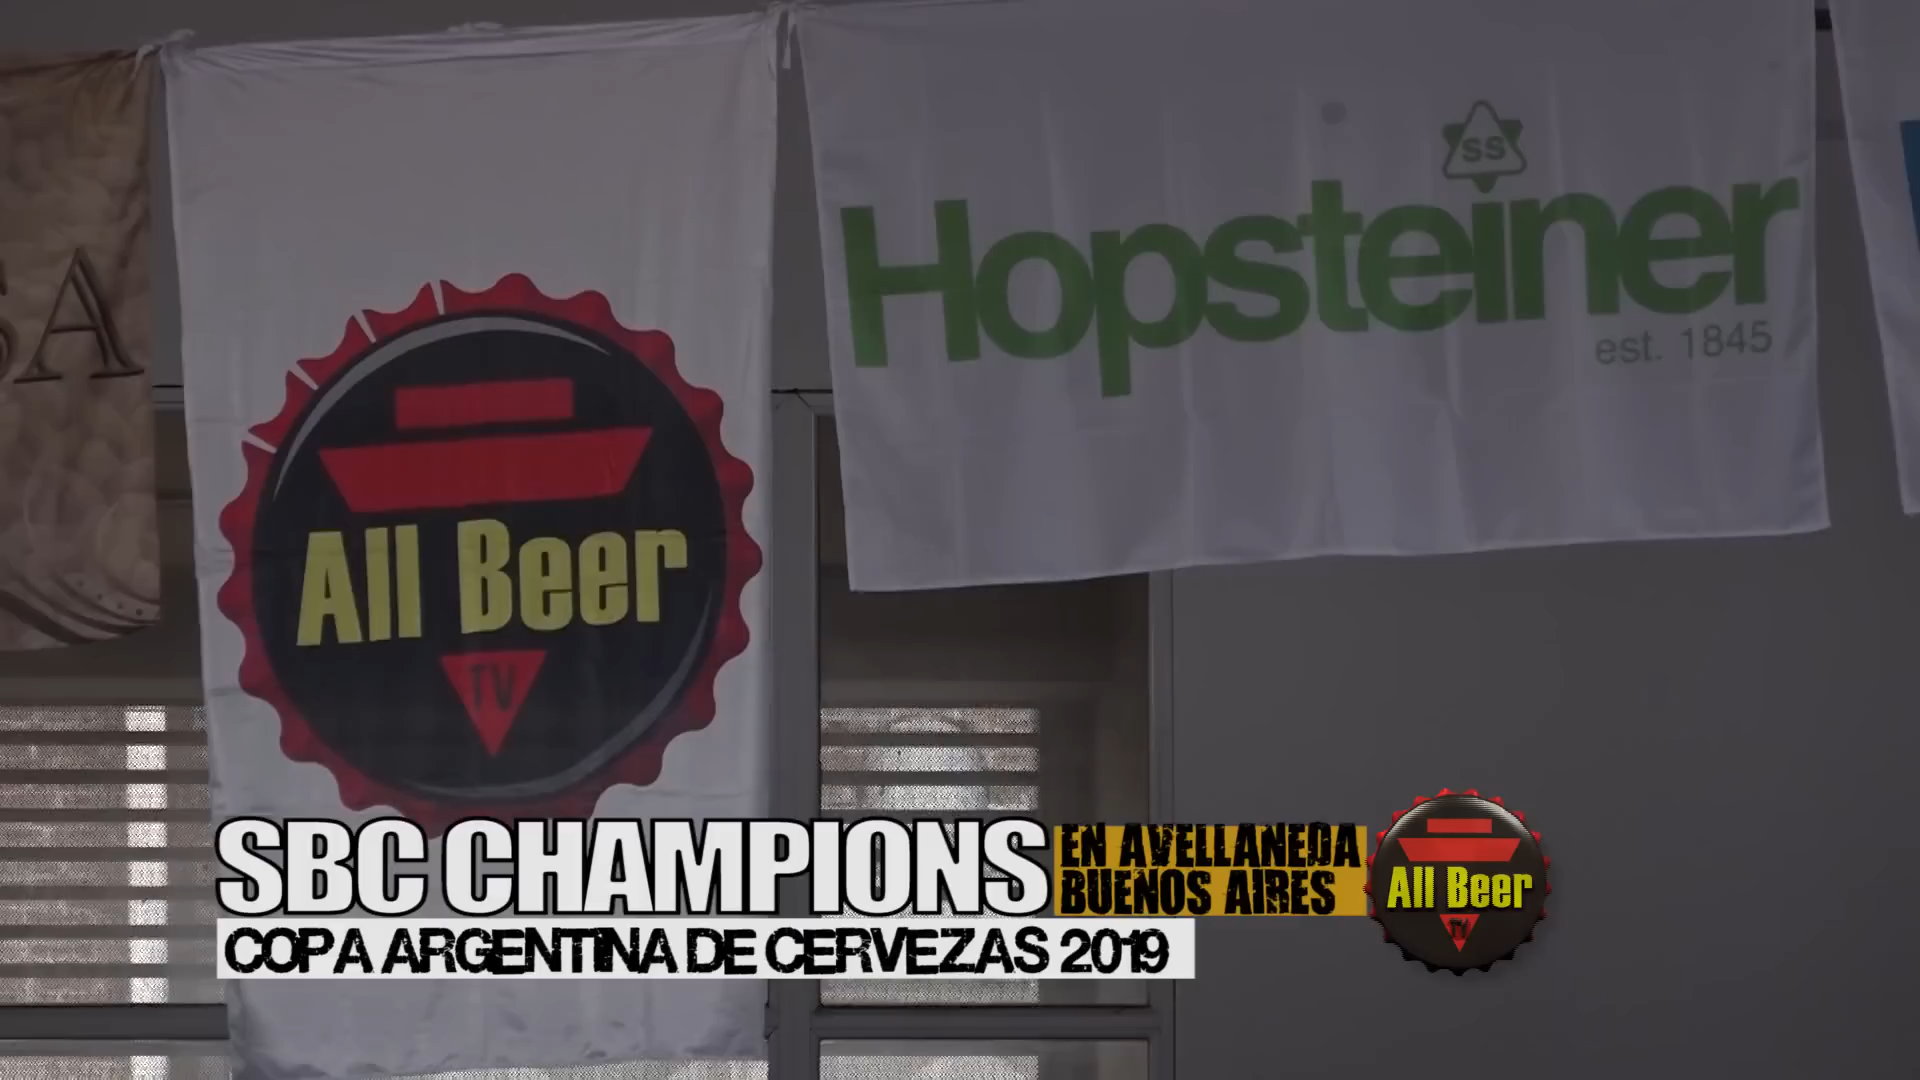 SA
SS
Hopsteiner
est. 1845
All Beer
TV
SBC CHAMPIONS
EN AVELLANEDA
BUENOS AIRES
COPA ARGENTINA DE CERVEZAS 2019
All Beer
TV